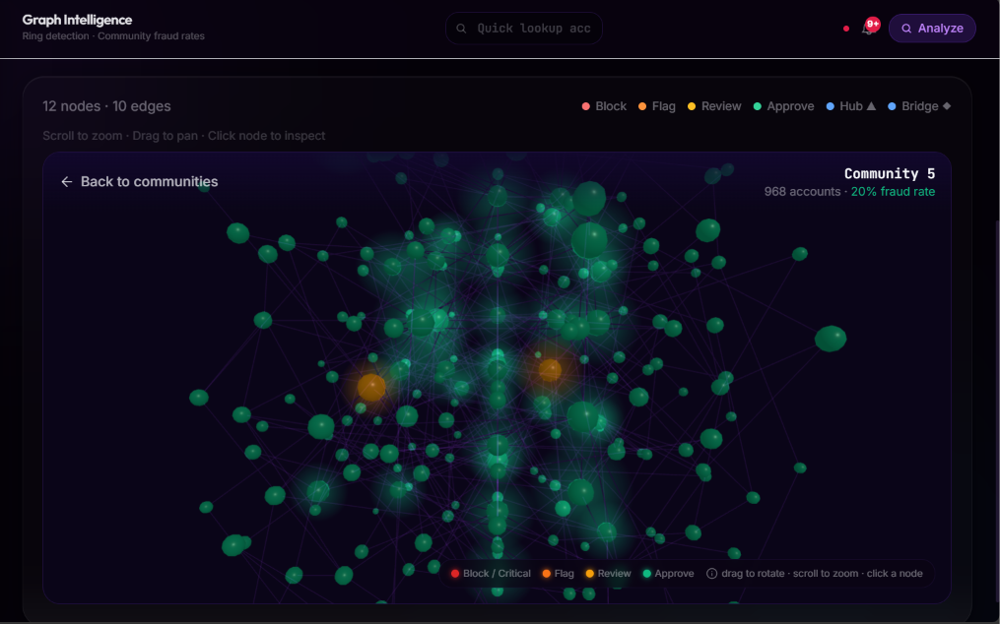 Graph Intelligence
Ring detection · Community fraud rates
Quick lookup acc
9+
Analyze
12 nodes · 10 edges
Block Flag Review Approve Hub Bridge
Scroll to zoom · Drag to pan · Click node to inspect
← Back to communities
Community 5
968 accounts · 20% fraud rate
Block / Critical Flag Review Approve drag to rotate · scroll to zoom · click a node